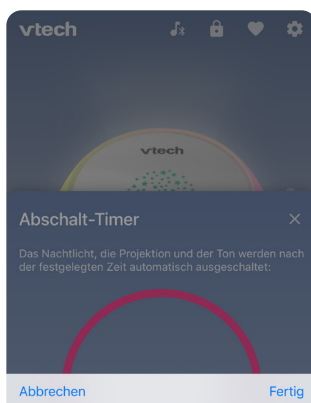 vtech
vtech
Abschalt-Timer
Das Nachtlicht, die Projektion und der Ton werden nach
der festgelegten Zeit automatisch ausgeschaltet:
Abbrechen
Fertig